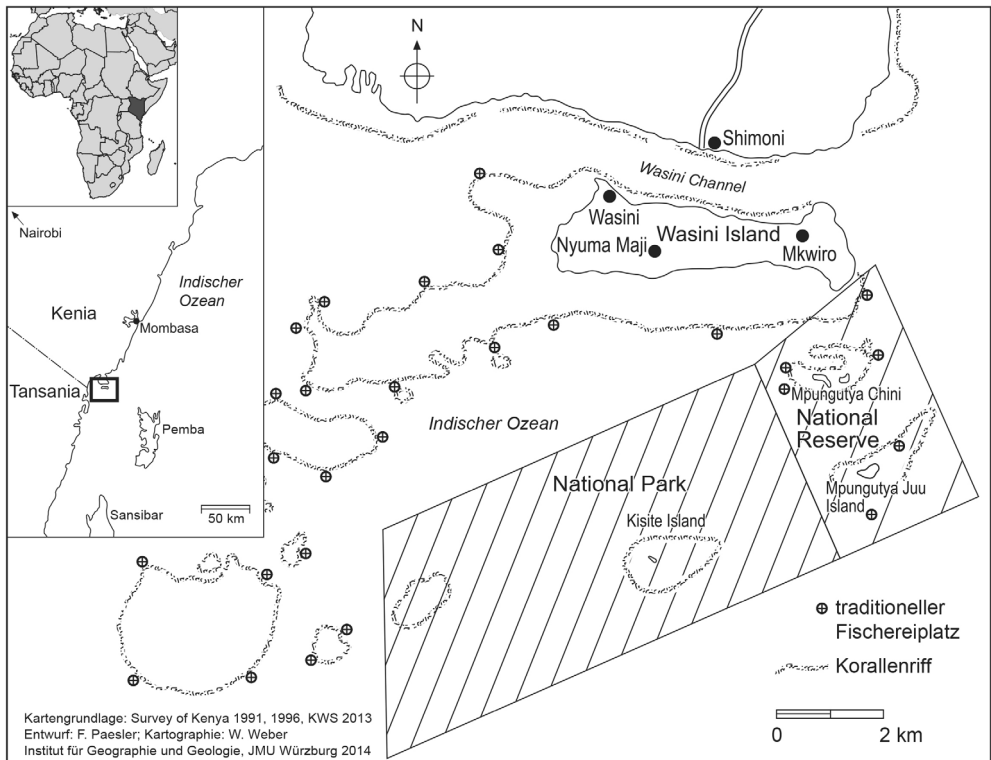 Nairobi
Kenia
Indischer
Ozean
Mombasa
Tansania
Pemba
Sansibar
50 km
N
Shimoni
Wasini Channel
Wasini
Nyuma Maji
Wasini Island
Mkwiro
Indischer Ozean
Mpungutya Chini
National
Reserve
Mpungutya Juu
Island
National Park
Kisite Island
traditioneller
Fischereiplatz
Korallenriff
0 2 km
Kartengrundlage: Survey of Kenya 1991, 1996, KWS 2013
Entwurf: F. Paesler; Kartographie: W. Weber
Institut für Geographie und Geologie, JMU Würzburg 2014